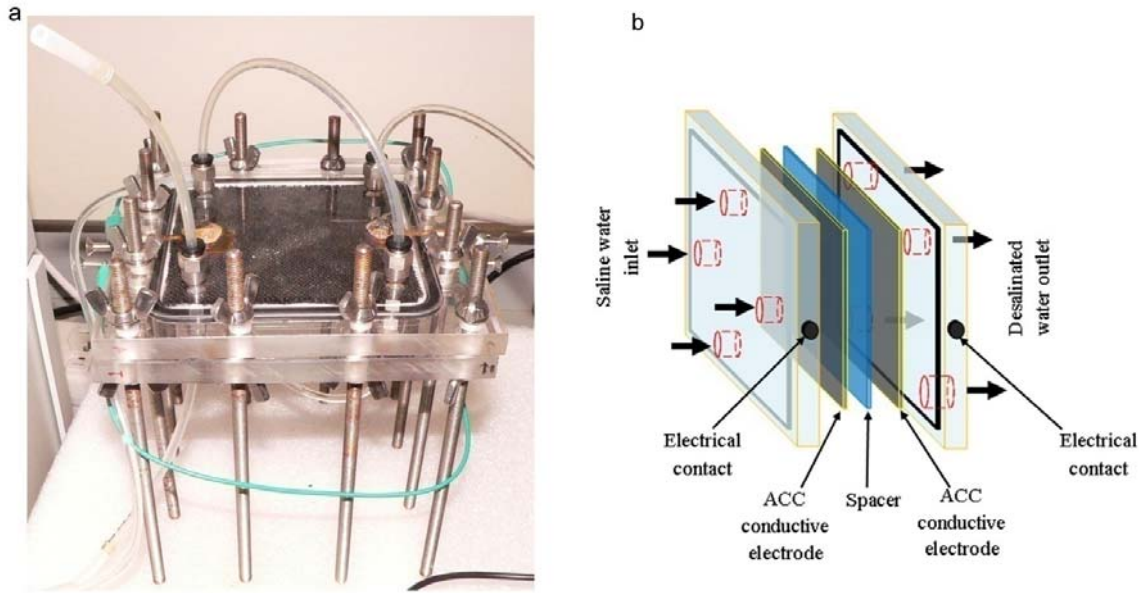 a
b
Saline water
inlet
Desalinated
water outlet
Electrical
contact
ACC
conductive
electrode
Spacer
ACC
conductive
electrode
Electrical
contact